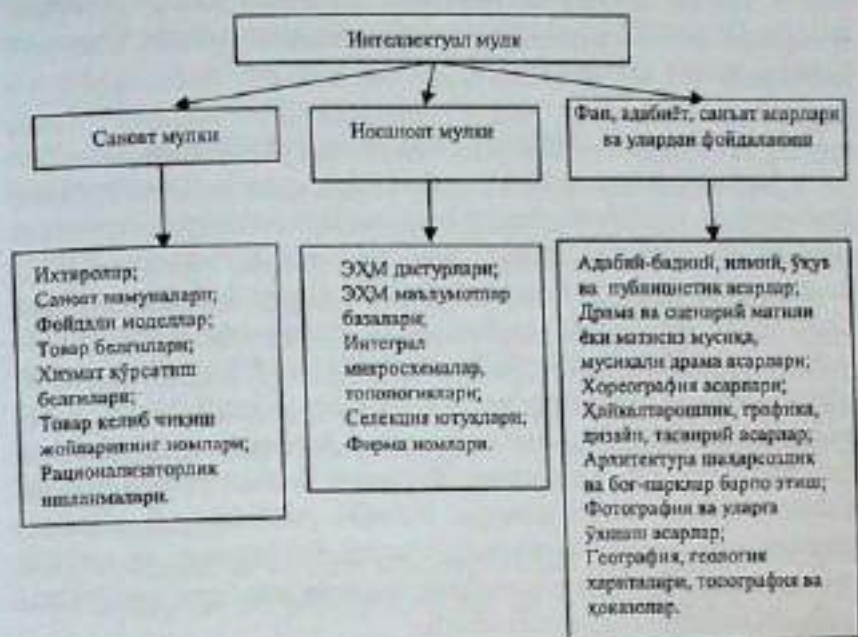 Интеллектуал мулк
Саноат мулки
Носаноат мулки
Фан, адабиёт, санъат асарлари
ва улардан фойдаланиш
Ихтиролар;
Саноат намуналари;
Фойдали моделлар;
Товар белгилари;
Хизмат кўрсатиш
белгилари;
Товар келиб чиқиш
жойларининг номлари;
Рационализаторлик
ишланмалари.
ЭҲМ дастурлари;
ЭҲМ маълумотлар
базалари;
Интеграл
микросхемалар,
топологиялари;
Селекция ютуқлари;
Фирма номлари.
Адабий-бадиий, илмий, ўқув
ва публицистик асарлар;
Драма ва сценарий матнли
ёки матнсиз мусиқа,
мусиқали драма асарлари;
Хореография асарлари;
Ҳайкалтарошлик, графика,
дизайн, тасвирий асарлар;
Архитектура шаҳарсозлик
ва боғ-парклар барпо этиш;
Фотография ва уларга
ўхшаш асарлар;
География, геология
хариталари, топография ва
ҳоказолар.